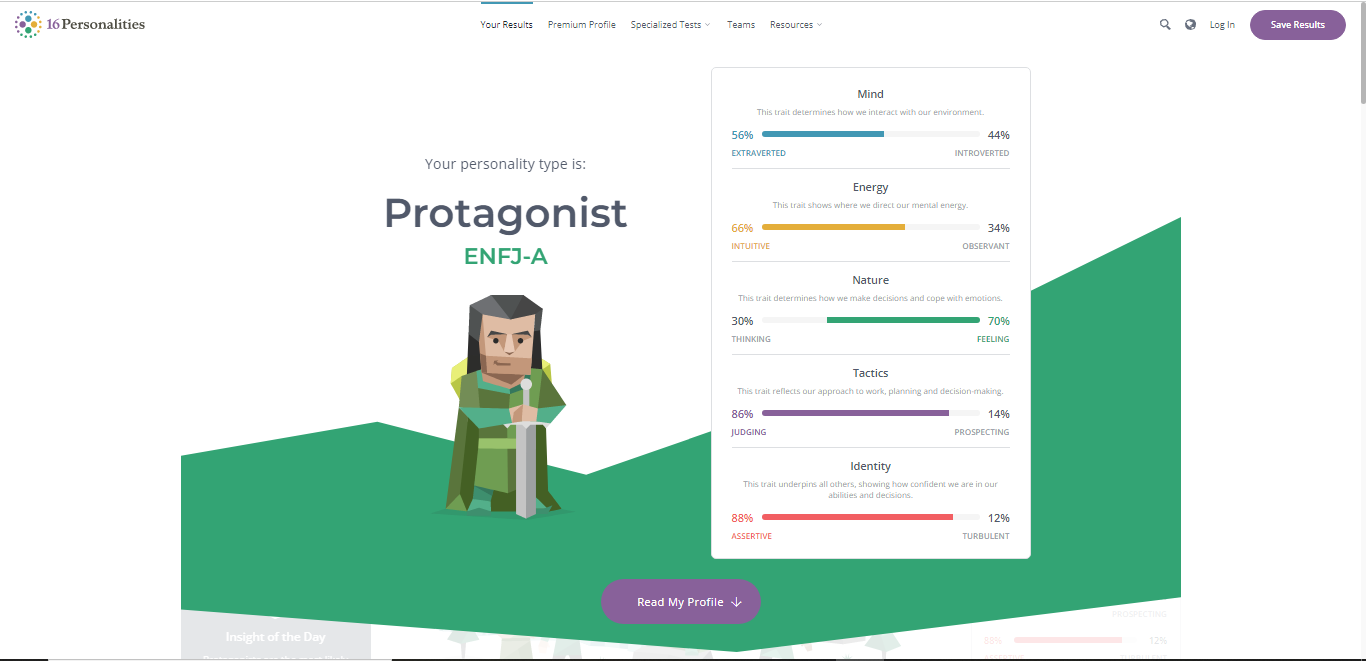 16Personalities
Your Results
Premium Profile
Specialized Tests
Teams
Resources
Log In
Save Results
Your personality type is:
Protagonist
ENFJ-A
Mind
This trait determines how we interact with our environment.
56%
44%
EXTRAVERTED
INTROVERTED
Energy
This trait shows where we direct our mental energy.
66%
34%
INTUITIVE
OBSERVANT
Nature
This trait determines how we make decisions and cope with emotions.
30%
70%
THINKING
FEELING
Tactics
This trait reflects our approach to work, planning and decision-making.
86%
14%
JUDGING
PROSPECTING
Identity
This trait underpins all others, showing how confident we are in our
abilities and decisions.
88%
12%
ASSERTIVE
TURBULENT
Read My Profile
PROSPECTING
Insight of the Day
88%
12%
ASSERTIVE
TURBULENT